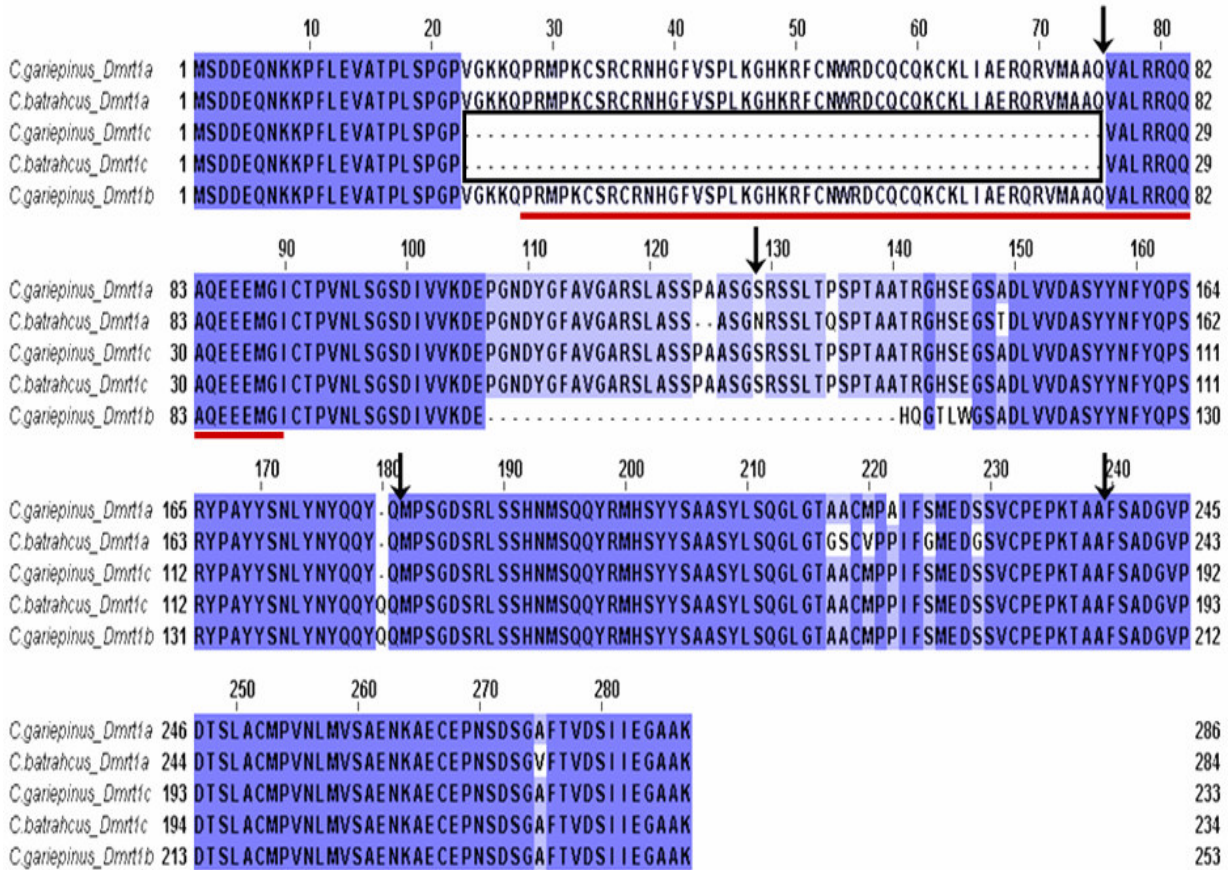 10 20 30 40 50 60 70 80
C.gariepinus_Dmrt1a 1 MSDDEQNKKPFLEVATPLSPGPVGKKQPRMPKCSRCRNHGFVSPLKGHKRFCNWRDCQCQKCKLIAERQRVMAAQVALRRQQ 82
C.batrahcus_Dmrt1a 1 MSDDEQNKKPFLEVATPLSPGPVGKKQPRMPKCSRCRNHGFVSPLKGHKRFCNWRDCQCQKCKLIAERQRVMAAQVALRRQQ 82
C.gariepinus_Dmrt1c 1 MSDDEQNKKPFLEVATPLSPGP-----------------------------------------------------VALRRQQ 29
C.batrahcus_Dmrt1c 1 MSDDEQNKKPFLEVATPLSPGP-----------------------------------------------------VALRRQQ 29
C.gariepinus_Dmrt1b 1 MSDDEQNKKPFLEVATPLSPGPVGKKQPRMPKCSRCRNHGFVSPLKGHKRFCNWRDCQCQKCKLIAERQRVMAAQVALRRQQ 82
90 100 110 120 130 140 150 160
C.gariepinus_Dmrt1a 83 AQEEEMGICTPVNLSGSDIVVKDEPGNDYGFAVGARSLASSPAASGSRSSLTPSPTAATRGHSEGSADLVVDASYYNFYQPS 164
C.batrahcus_Dmrt1a 83 AQEEEMGICTPVNLSGSDIVVKDEPGNDYGFAVGARSLASS--ASGNRSSLTQSPTAATRGHSEGSTDLVVDASYYNFYQPS 162
C.gariepinus_Dmrt1c 30 AQEEEMGICTPVNLSGSDIVVKDEPGNDYGFAVGARSLASSPAASGSRSSLTPSPTAATRGHSEGSADLVVDASYYNFYQPS 111
C.batrahcus_Dmrt1c 30 AQEEEMGICTPVNLSGSDIVVKDEPGNDYGFAVGARSLASSPAASGSRSSLTPSPTAATRGHSEGSADLVVDASYYNFYQPS 111
C.gariepinus_Dmrt1b 83 AQEEEMGICTPVNLSGSDIVVKDE----------------------------------HQGTLWGSADLVVDASYYNFYQPS 130
170 180 190 200 210 220 230 240
C.gariepinus_Dmrt1a 165 RYPAYYSNLYNYQQY-QMPSGDSRLSSHNMSQQYRMHSYYSAASYLSQGLGTAACMPAIFSMEDSSVCPEPKTAAFSADGVP 245
C.batrahcus_Dmrt1a 163 RYPAYYSNLYNYQQY-QMPSGDSRLSSHNMSQQYRMHSYYSAASYLSQGLGTGSCVPPIFGMEDGSVCPEPKTAAFSADGVP 243
C.gariepinus_Dmrt1c 112 RYPAYYSNLYNYQQY-QMPSGDSRLSSHNMSQQYRMHSYYSAASYLSQGLGTAACMPPIFSMEDSSVCPEPKTAAFSADGVP 192
C.batrahcus_Dmrt1c 112 RYPAYYSNLYNYQQYQQMPSGDSRLSSHNMSQQYRMHSYYSAASYLSQGLGTAACMPPIFSMEDSSVCPEPKTAAFSADGVP 193
C.gariepinus_Dmrt1b 131 RYPAYYSNLYNYQQYQQMPSGDSRLSSHNMSQQYRMHSYYSAASYLSQGLGTAACMPPIFSMEDSSVCPEPKTAAFSADGVP 212
250 260 270 280
C.gariepinus_Dmrt1a 246 DTSLACMPVNLMVSAENKAECEPNSDSGAFTVDSIIEGAAK 286
C.batrahcus_Dmrt1a 244 DTSLACMPVNLMVSAENKAECEPNSDSGVFTVDSIIEGAAK 284
C.gariepinus_Dmrt1c 193 DTSLACMPVNLMVSAENKAECEPNSDSGAFTVDSIIEGAAK 233
C.batrahcus_Dmrt1c 194 DTSLACMPVNLMVSAENKAECEPNSDSGAFTVDSIIEGAAK 234
C.gariepinus_Dmrt1b 213 DTSLACMPVNLMVSAENKAECEPNSDSGAFTVDSIIEGAAK 253